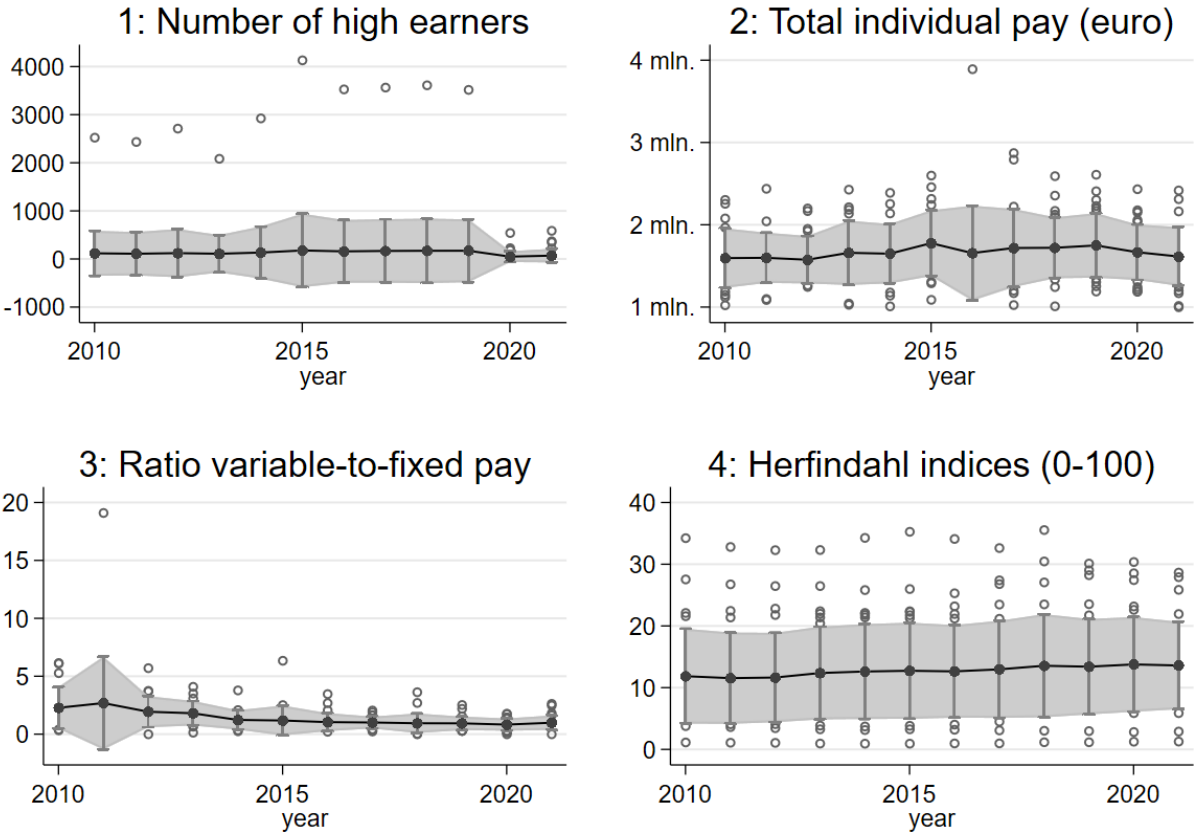 1: Number of high earners
4000
3000
2000
1000
0
-1000
2010
2015
2020
year
2: Total individual pay (euro)
4 mln.
3 mln.
2 mln.
1 mln.
2010
2015
2020
year
3: Ratio variable-to-fixed pay
20
15
10
5
0
2010
2015
2020
year
4: Herfindahl indices (0-100)
40
30
20
10
0
2010
2015
2020
year